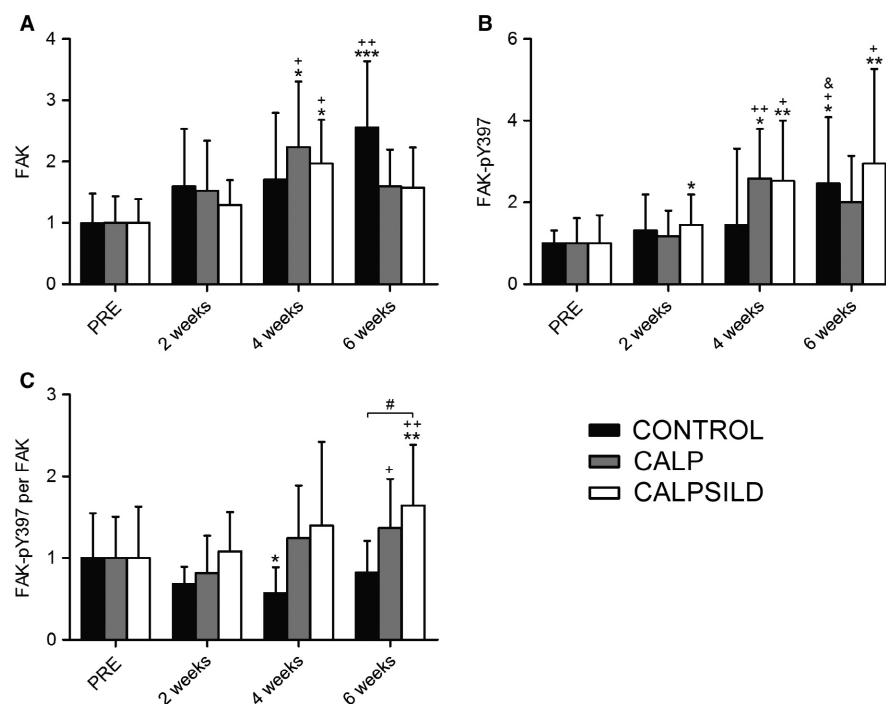 A
FAK
4
3
2
1
0
++
***
+
*
+
*
PRE
2 weeks
4 weeks
6 weeks
B
FAK-pY397
6
4
2
0
*
++
*
+
**
&
+
*
+
**
PRE
2 weeks
4 weeks
6 weeks
C
FAK-pY397 per FAK
3
2
1
0
#
*
+
++
**
PRE
2 weeks
4 weeks
6 weeks
CONTROL
CALP
CALPSILD